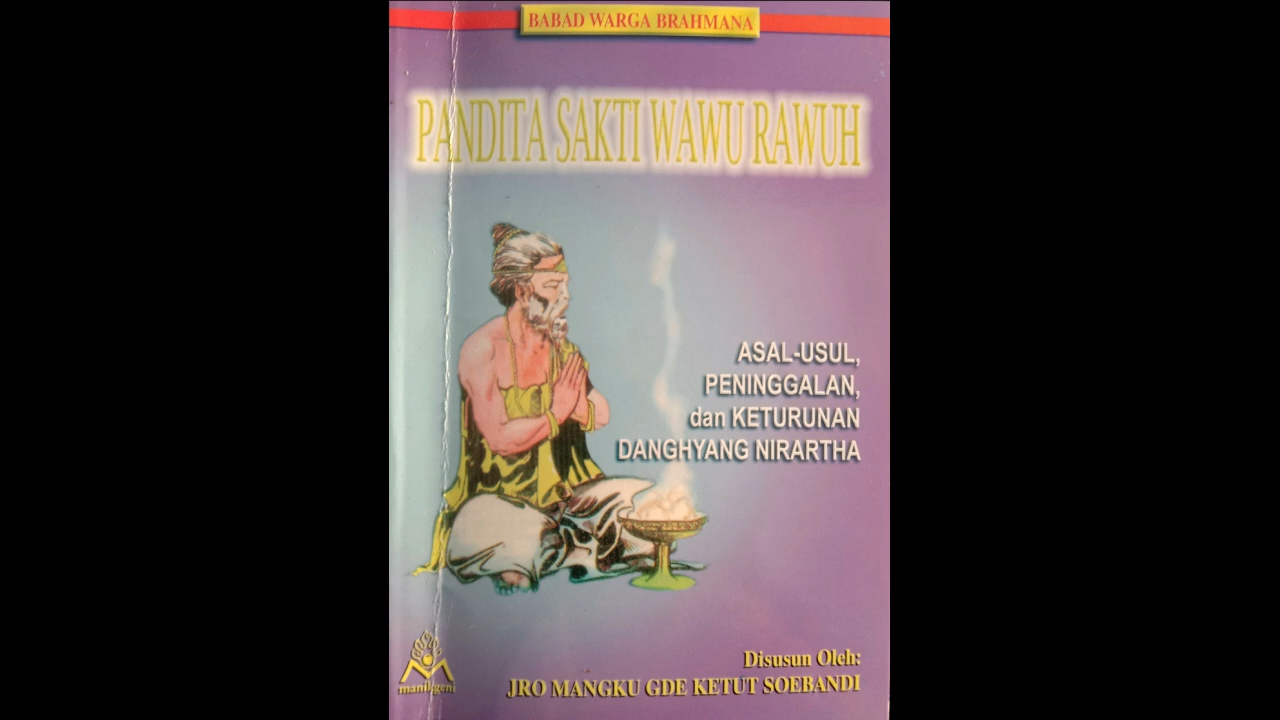 BABAD WARGA BRAHMANA
PANDITA SAKTI WAWU RAWUH
ASAL-USUL,
PENINGGALAN,
dan KETURUNAN
DANGHYANG NIRARTHA
Disusun Oleh:
JRO MANGKU GDE KETUT SOEBANDI
manikgeni